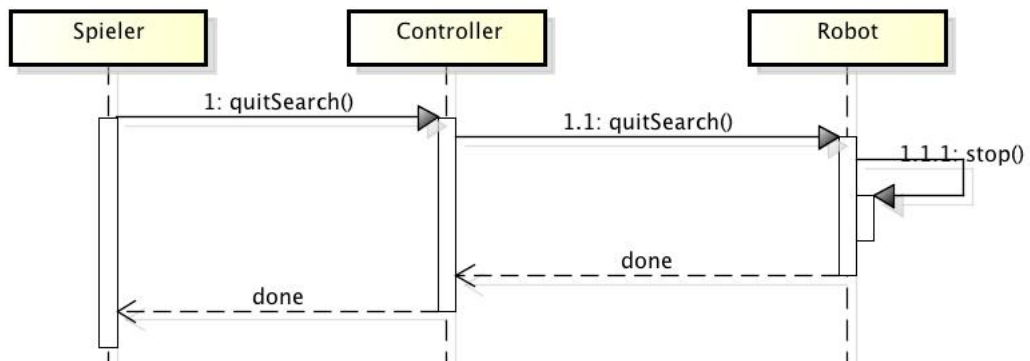 Spieler
Controller
Robot
1: quitSearch()
1.1: quitSearch()
1.1.1: stop()
done
done